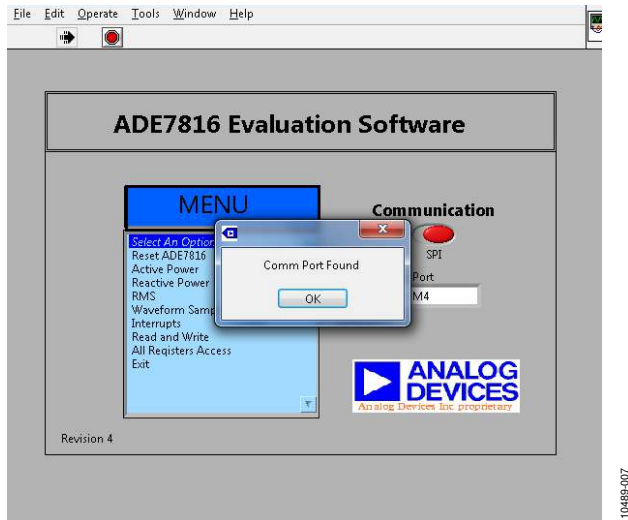 File Edit Operate Tools Window Help
ADE7816 Evaluation Software
MENU
Select An Option
Reset ADE7816
Active Power
Reactive Power
RMS
Waveform Samp
Interrupts
Read and Write
All Registers Access
Exit
Communication
SPI
Port
M4
Comm Port Found
OK
ANALOG
DEVICES
Analog Devices Inc. proprietary
Revision 4
10489-007